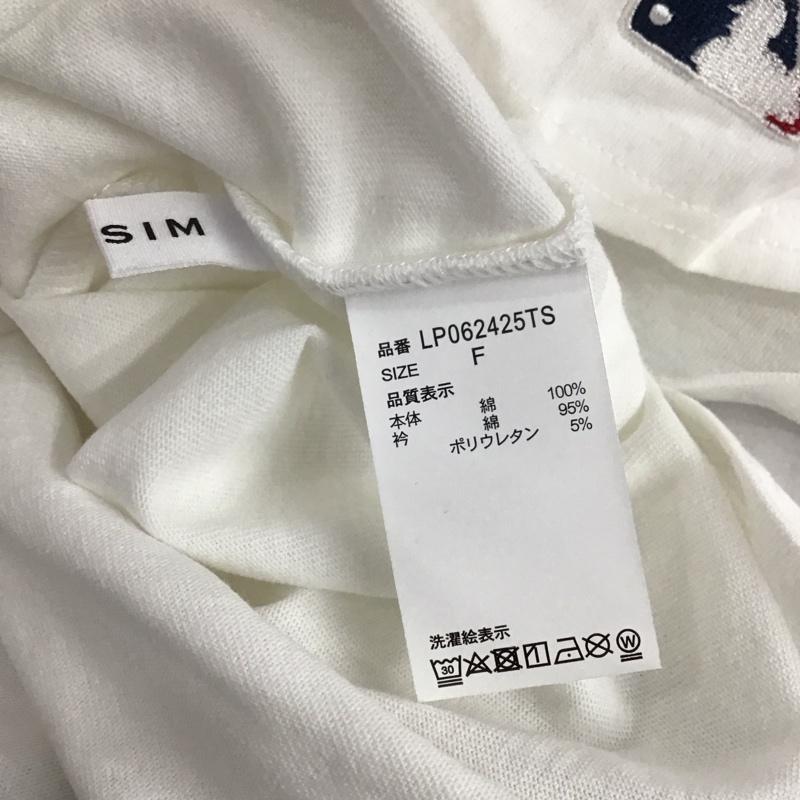 SIM
品番 LP062425TS
SIZE F
品質表示
本体 綿 100%
衿 綿 95%
ポリウレタン 5%
洗濯絵表示
30 W